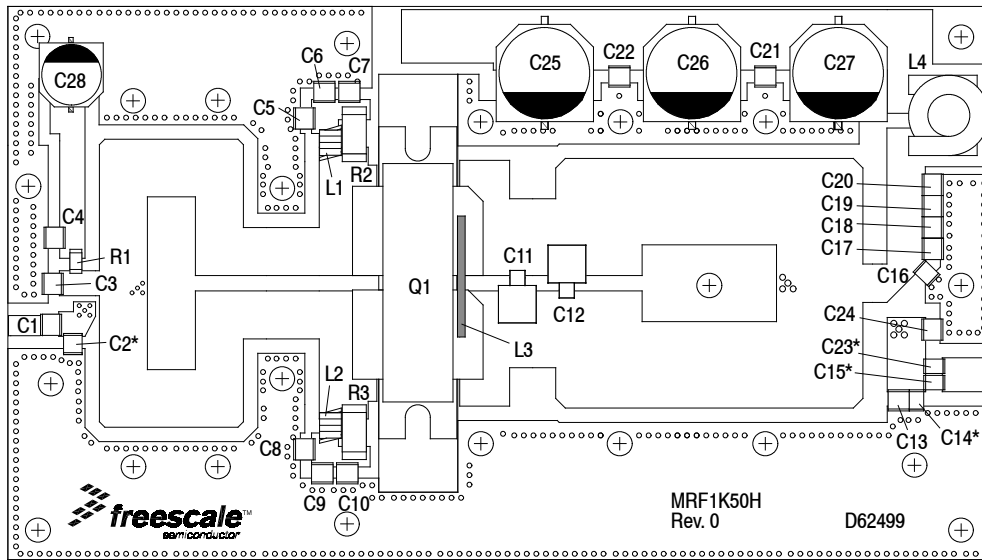 C28
C6
C7
C5
L1
R2
C25
C22
C26
C21
C27
L4
C4
R1
C3
C1
C2*
Q1
C11
C12
L3
C20
C19
C18
C17
C16
C24
C23*
C15*
C13
C14*
L2
R3
C8
C9
C10
freescale™
semiconductor
MRF1K50H
Rev. 0
D62499